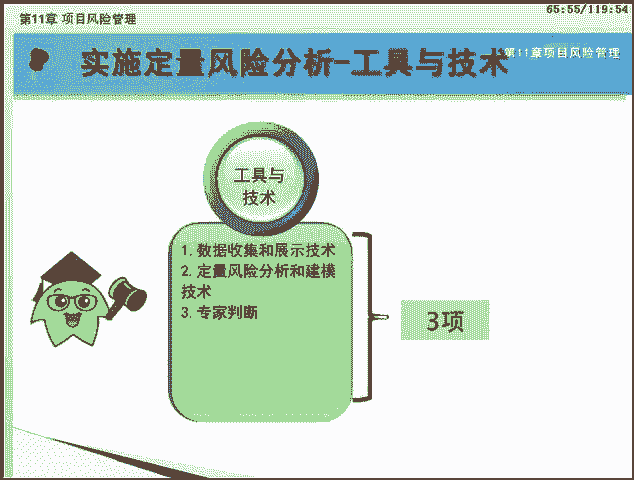 65:55/119:54
第11章 项目风险管理
第11章项目风险管理
实施定量风险分析-工具与技术
工具与
技术
1. 数据收集和展示技术
2. 定量风险分析和建模
技术
3. 专家判断
3项